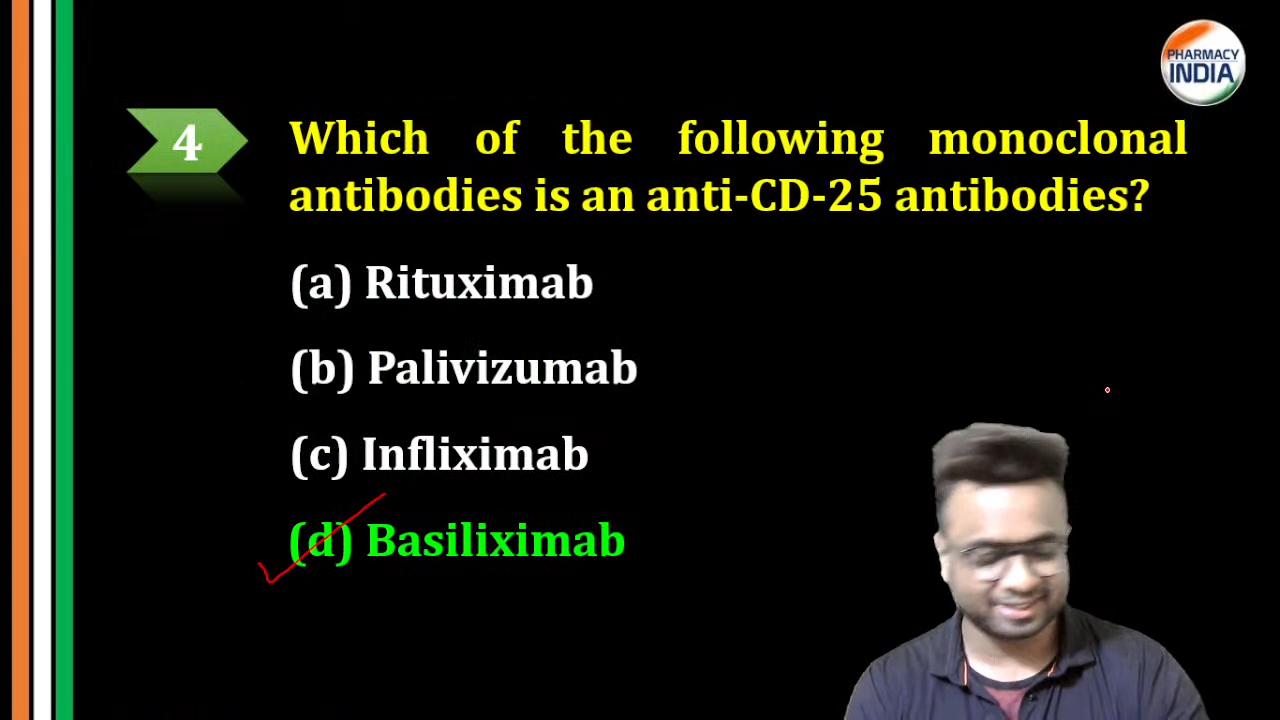 PHARMACY
INDIA
4
Which of the following monoclonal
antibodies is an anti-CD-25 antibodies?
(a) Rituximab
(b) Palivizumab
(c) Infliximab
(d) Basiliximab